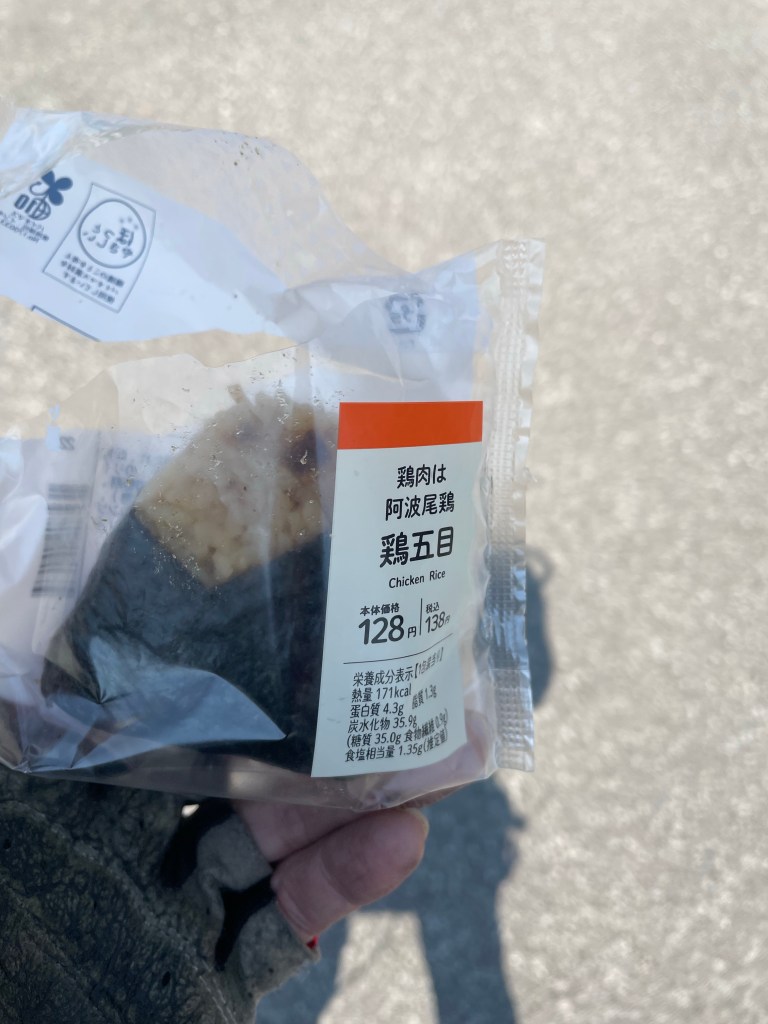 鶏肉は
阿波尾鶏
鶏五目
Chicken Rice
本体価格 128円 税込 138円
栄養成分表示
熱量 171kcal
蛋白質 4.3g 脂質 1.3g
炭水化物 35.9g
(糖質 35.0g 食物繊維 0.9g)
食塩相当量 1.35g(推定値)